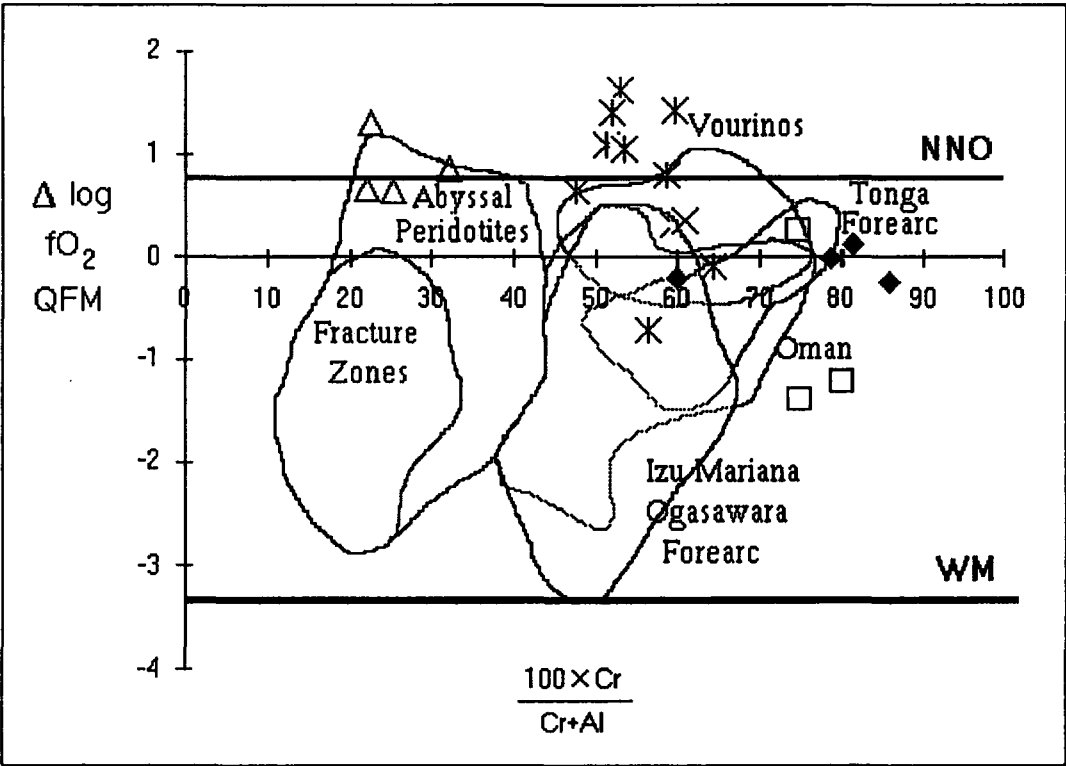 2
Vourinos
NNO
1
Δ log
fO2
QFM
Abyssal
Peridotites
Tonga
Forearc
0
0 10 20 30 40 50 60 70 80 90 100
Fracture
Zones
Oman
-1
-2
Izu Mariana
Ogasawara
Forearc
-3
WM
-4
100×Cr
Cr+Al